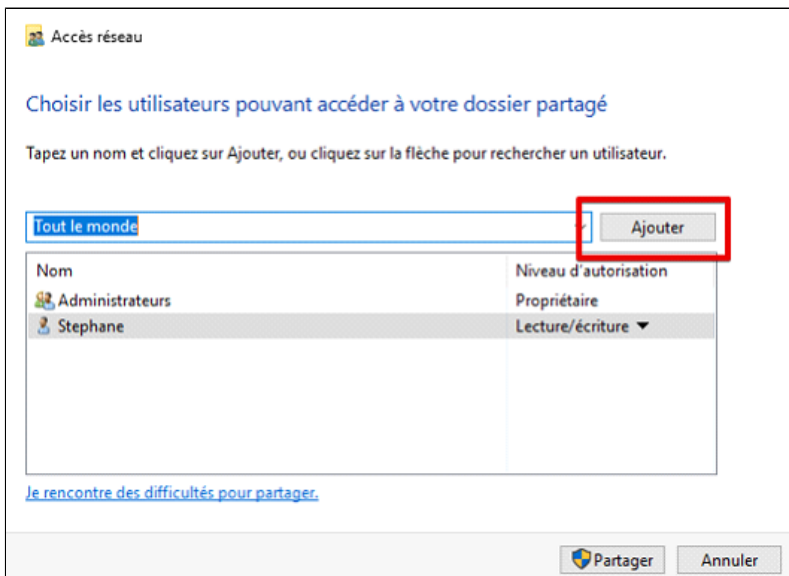 Accès réseau
Choisir les utilisateurs pouvant accéder à votre dossier partagé
Tapez un nom et cliquez sur Ajouter, ou cliquez sur la flèche pour rechercher un utilisateur.
Tout le monde Ajouter
Nom Niveau d'autorisation
Administrateurs Propriétaire
Stephane Lecture/écriture
Je rencontre des difficultés pour partager.
Partager Annuler